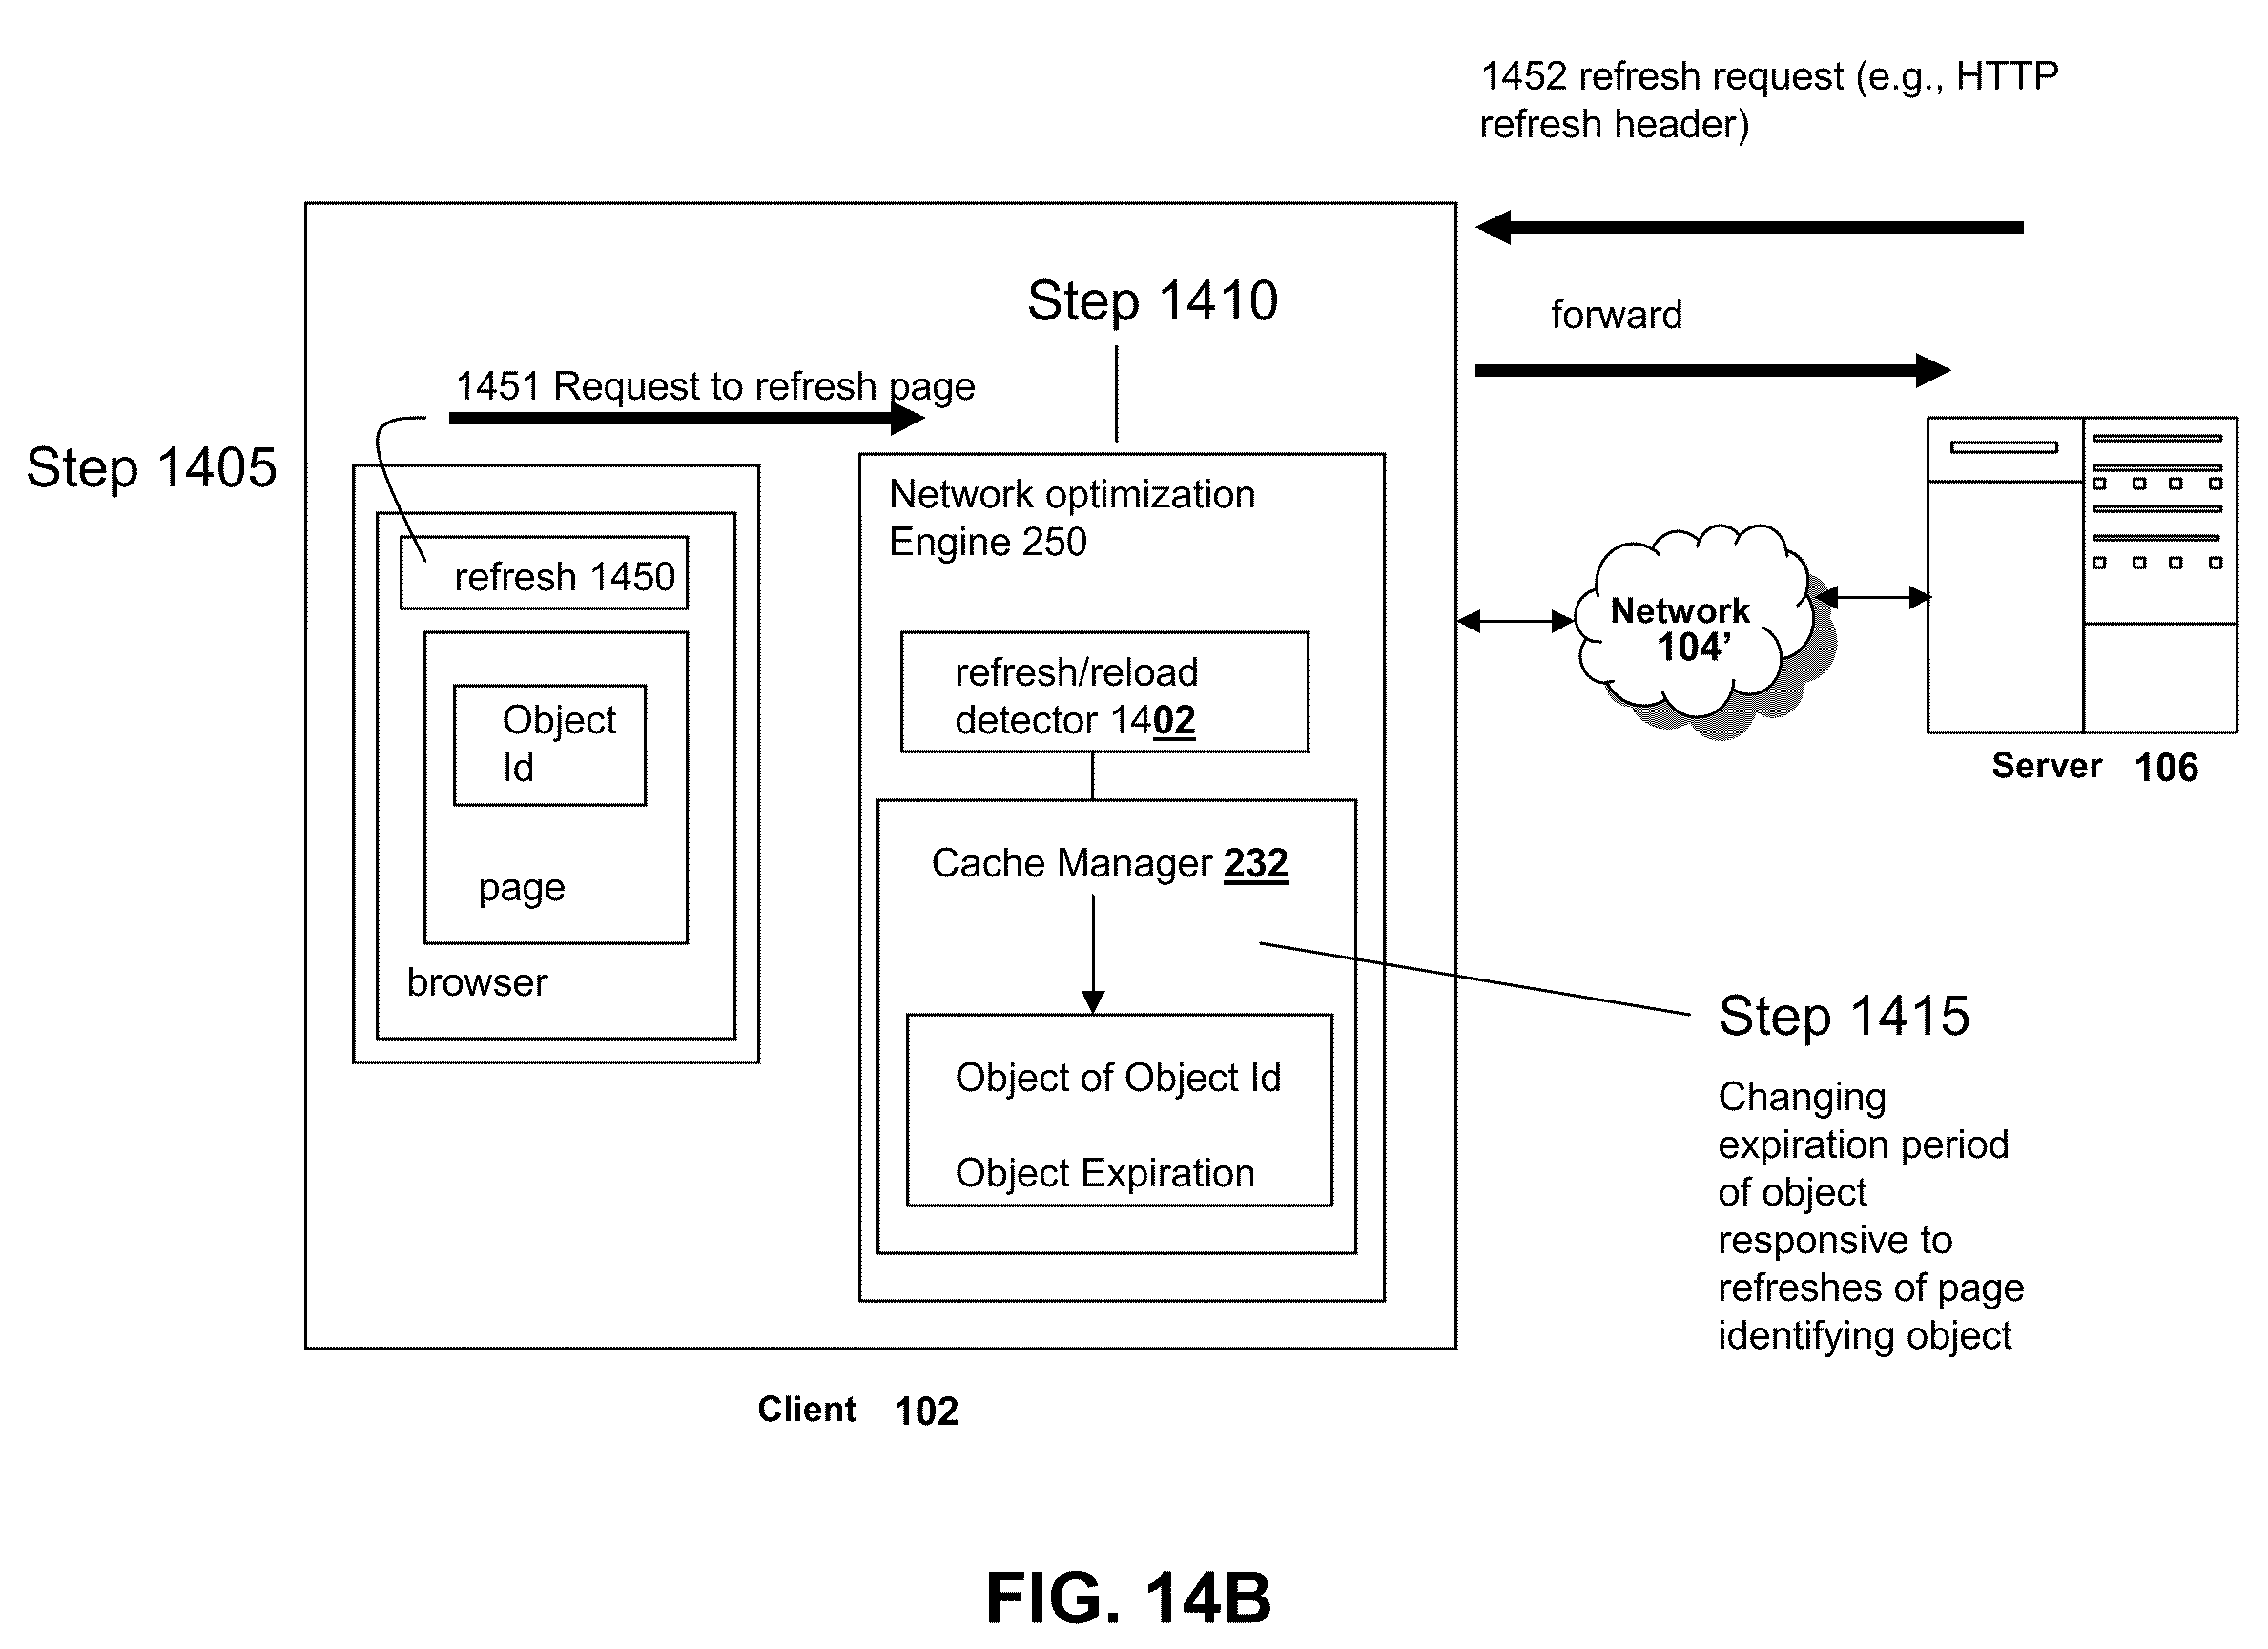 1452 refresh request (e.g., HTTP
refresh header)
Step 1410
forward
1451 Request to refresh page
Step 1405
Network optimization
Engine 250
refresh 1450
Network
104’
refresh/reload
detector 1402
Object
Id
Server 106
Cache Manager 232
page
browser
Step 1415
Object of Object Id
Changing
expiration period
of object
responsive to
refreshes of page
identifying object
Object Expiration
Client 102
FIG. 14B